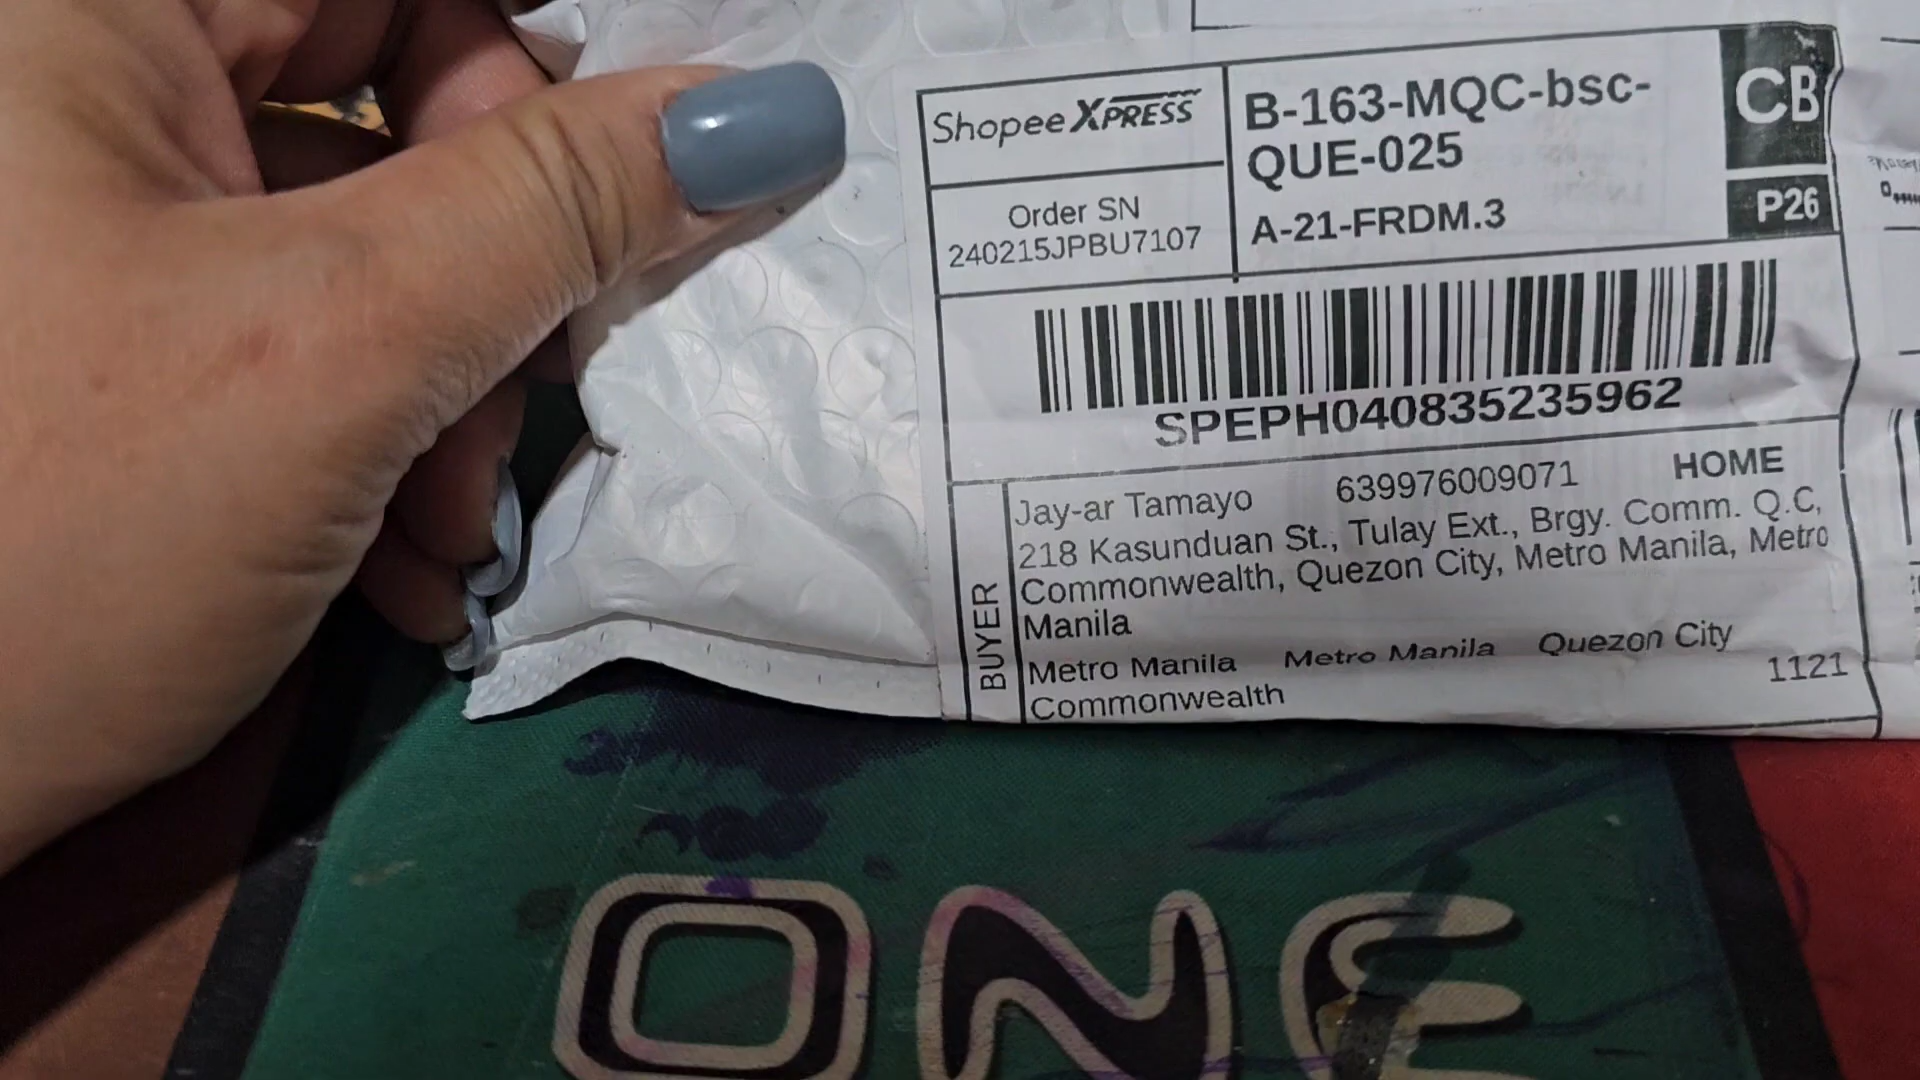 Shopee XPRESS
B-163-MQC-bsc-
QUE-025
A-21-FRDM.3
CB
P26
Order SN
240215JPBU7107
SPEPH040835235962
BUYER
Jay-ar Tamayo 639976009071 HOME
218 Kasunduan St., Tulay Ext., Brgy. Comm. Q.C,
Commonwealth, Quezon City, Metro Manila, Metro
Manila
Metro Manila Metro Manila Quezon City
Commonwealth 1121
ONE